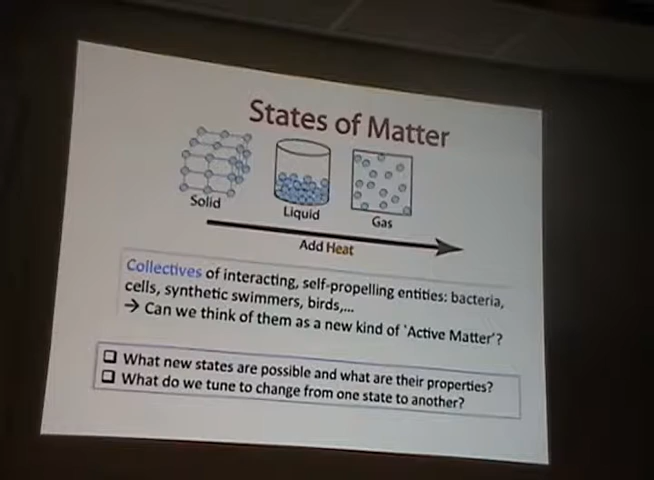 States of Matter
Solid
Liquid
Gas
Add Heat
Collectives of interacting, self-propelling entities: bacteria,
cells, synthetic swimmers, birds,...
→ Can we think of them as a new kind of 'Active Matter'?
❑ What new states are possible and what are their properties?
❑ What do we tune to change from one state to another?